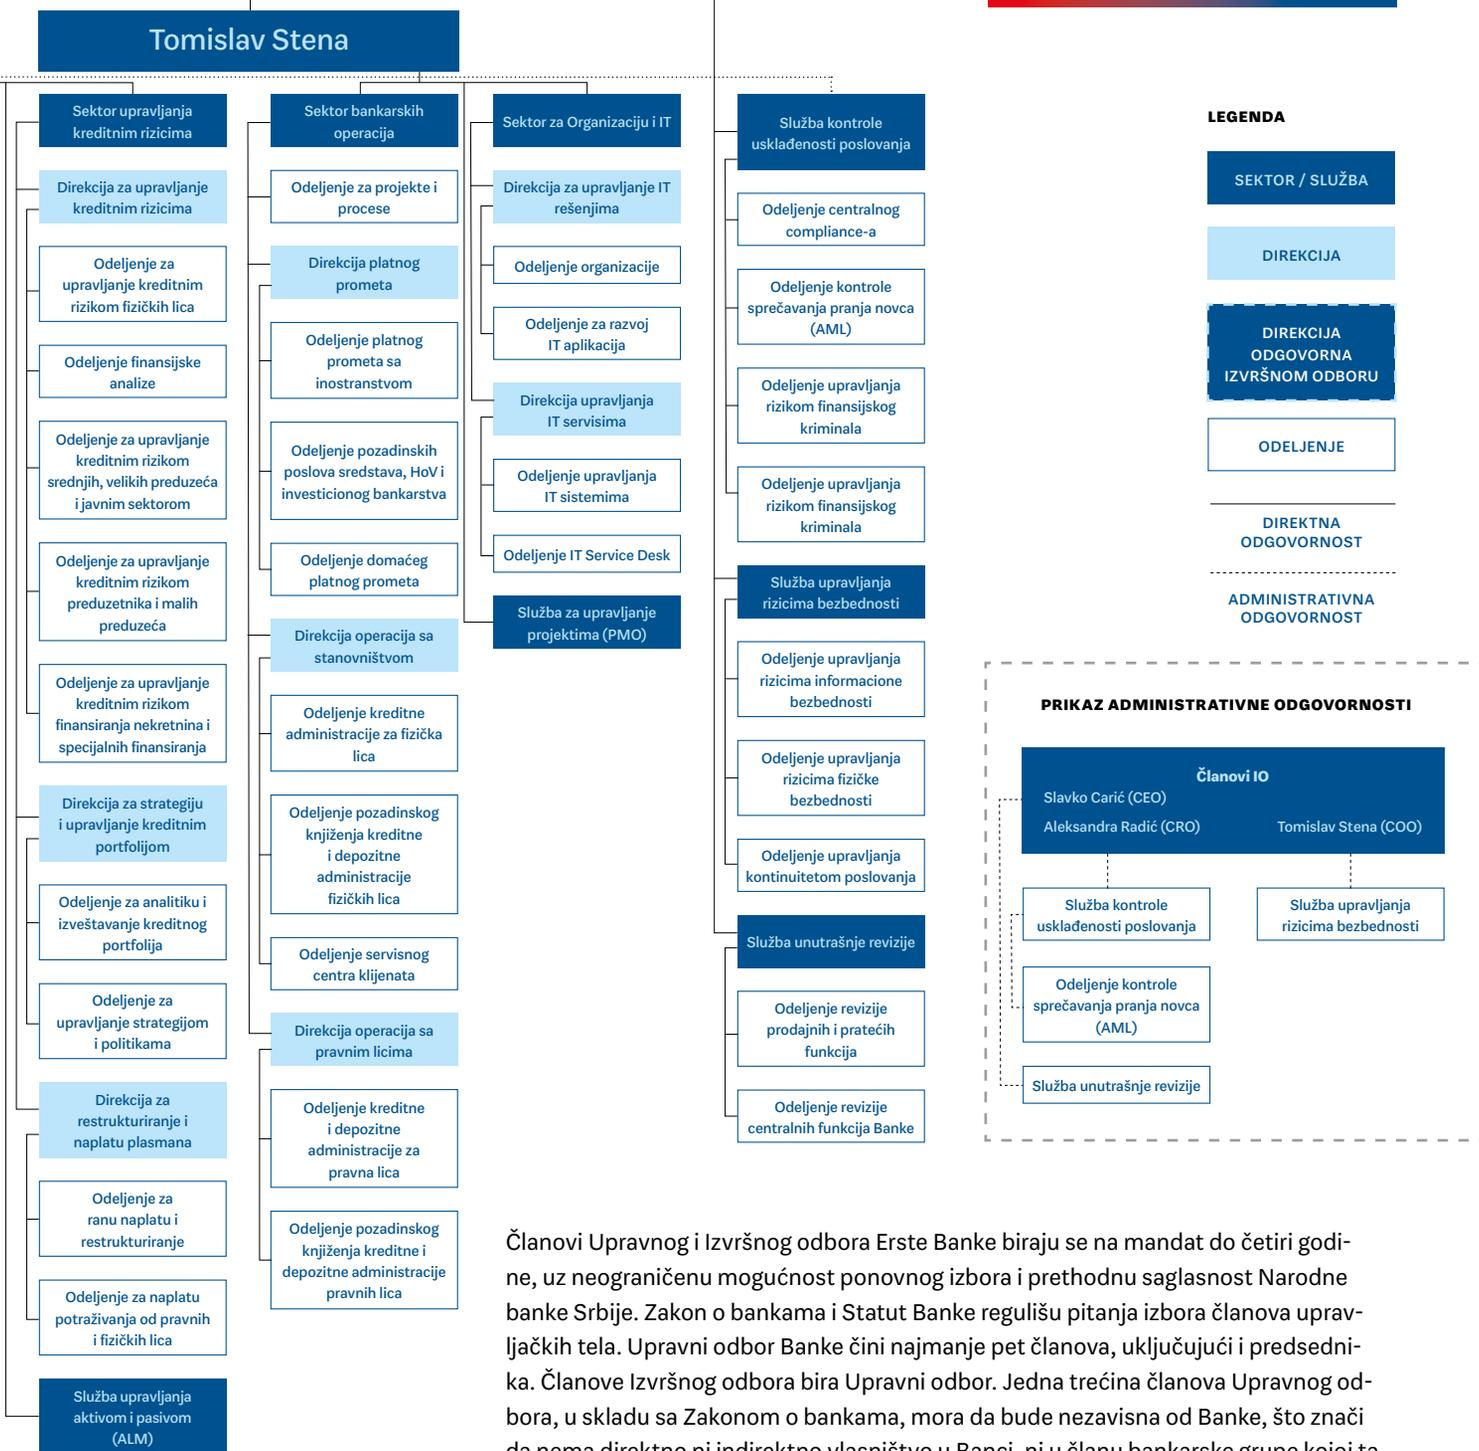 Tomislav Stena
Sektor upravljanja
kreditnim rizicima
Direkcija za upravljanje
kreditnim rizicima
Odeljenje za
upravljanje kreditnim
rizikom fizičkih lica
Odeljenje finansijske
analize
Odeljenje za upravljanje
kreditnim rizikom
srednjih, velikih preduzeća
i javnim sektorom
Odeljenje za upravljanje
kreditnim rizikom
preduzetnika i malih
preduzeća
Odeljenje za upravljanje
kreditnim rizikom
finansiranja nekretnina i
specijalnih finansiranja
Direkcija za strategiju
i upravljanje kreditnim
portfolijom
Odeljenje za analitiku i
izveštavanje kreditnog
portfolija
Odeljenje za
upravljanje strategijom
i politikama
Direkcija za
restrukturiranje i
naplatu plasmana
Odeljenje za
ranu naplatu i
restrukturiranje
Odeljenje za naplatu
potraživanja od pravnih
i fizičkih lica
Služba upravljanja
aktivom i pasivom
(ALM)
Sektor bankarskih
operacija
Odeljenje za projekte i
procese
Direkcija platnog
prometa
Odeljenje platnog
prometa sa
inostranstvom
Odeljenje pozadinskih
poslova sredstava, HoV i
investicionog bankarstva
Odeljenje domaćeg
platnog prometa
Direkcija operacija sa
stanovništvom
Odeljenje kreditne
administracije za fizička
lica
Odeljenje pozadinskog
knjiženja kreditne
i depozitne
administracije
fizičkih lica
Odeljenje servisnog
centra klijenata
Direkcija operacija sa
pravnim licima
Odeljenje kreditne
i depozitne
administracije za
pravna lica
Odeljenje pozadinskog
knjiženja kreditne i
depozitne administracije
pravnih lica
Sektor za Organizaciju i IT
Direkcija za upravljanje IT
rešenjima
Odeljenje organizacije
Odeljenje za razvoj
IT aplikacija
Direkcija upravljanja
IT servisima
Odeljenje upravljanja
IT sistemima
Odeljenje IT Service Desk
Služba za upravljanje
projektima (PMO)
Služba kontrole
usklađenosti poslovanja
Odeljenje centralnog
compliance-a
Odeljenje kontrole
sprečavanja pranja novca
(AML)
Odeljenje upravljanja
rizikom finansijskog
kriminala
Odeljenje upravljanja
rizikom finansijskog
kriminala
Služba upravljanja
rizicima bezbednosti
Odeljenje upravljanja
rizicima informacione
bezbednosti
Odeljenje upravljanja
rizicima fizičke
bezbednosti
Odeljenje upravljanja
kontinuitetom poslovanja
Služba unutrašnje revizije
Odeljenje revizije
prodajnih i pratećih
funkcija
Odeljenje revizije
centralnih funkcija Banke
LEGENDA
SEKTOR / SLUŽBA
DIREKCIJA
DIREKCIJA
ODGOVORNA
IZVRŠNOM ODBORU
ODELJENJE
DIREKTNA
ODGOVORNOST
ADMINISTRATIVNA
ODGOVORNOST
PRIKAZ ADMINISTRATIVNE ODGOVORNOSTI
Članovi IO
Slavko Carić (CEO)
Aleksandra Radić (CRO) Tomislav Stena (COO)
Služba kontrole
usklađenosti poslovanja
Služba upravljanja
rizicima bezbednosti
Odeljenje kontrole
sprečavanja pranja novca
(AML)
Služba unutrašnje revizije
Članovi Upravnog i Izvršnog odbora Erste Banke biraju se na mandat do četiri godi-
ne, uz neograničenu mogućnost ponovnog izbora i prethodnu saglasnost Narodne
banke Srbije. Zakon o bankama i Statut Banke regulišu pitanja izbora članova uprav-
ljačkih tela. Upravni odbor Banke čini najmanje pet članova, uključujući i predsedni-
ka. Članove Izvršnog odbora bira Upravni odbor. Jedna trećina članova Upravnog od-
bora, u skladu sa Zakonom o bankama, mora da bude nezavisna od Banke, što znači
da nema direktno ni indirektno vlasništvo u Banci, ni u članu bankarske grupe kojoj ta